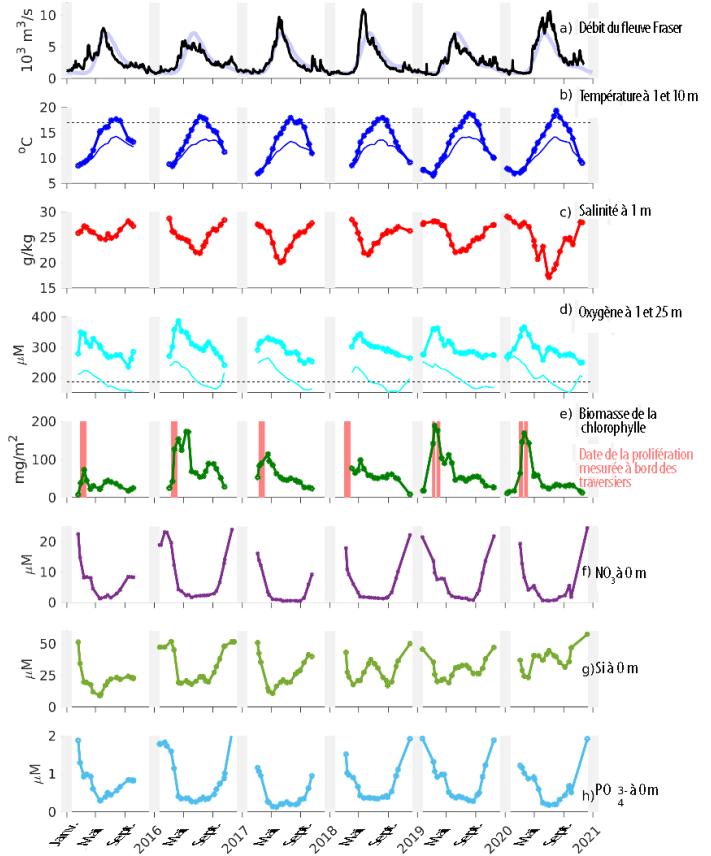 10
5
0
10³ m³/s
a) Débit du fleuve Fraser
b) Température à 1 et 10 m
20
15
10
5
°C
c) Salinité à 1 m
30
25
20
15
g/kg
d) Oxygène à 1 et 25 m
400
300
200
μM
e) Biomasse de la
chlorophylle
Date de la prolifération
mesurée à bord des
traversiers
200
100
0
mg/m²
20
10
0
μM
f) NO₃ à 0 m
50
25
0
μM
g) Si à 0 m
2
1
0
μM
h) PO ³⁻₄ à 0 m
Janv. Mai Sept. 2016 Mai Sept. 2017 Mai Sept. 2018 Mai Sept. 2019 Mai Sept. 2020 Mai Sept. 2021